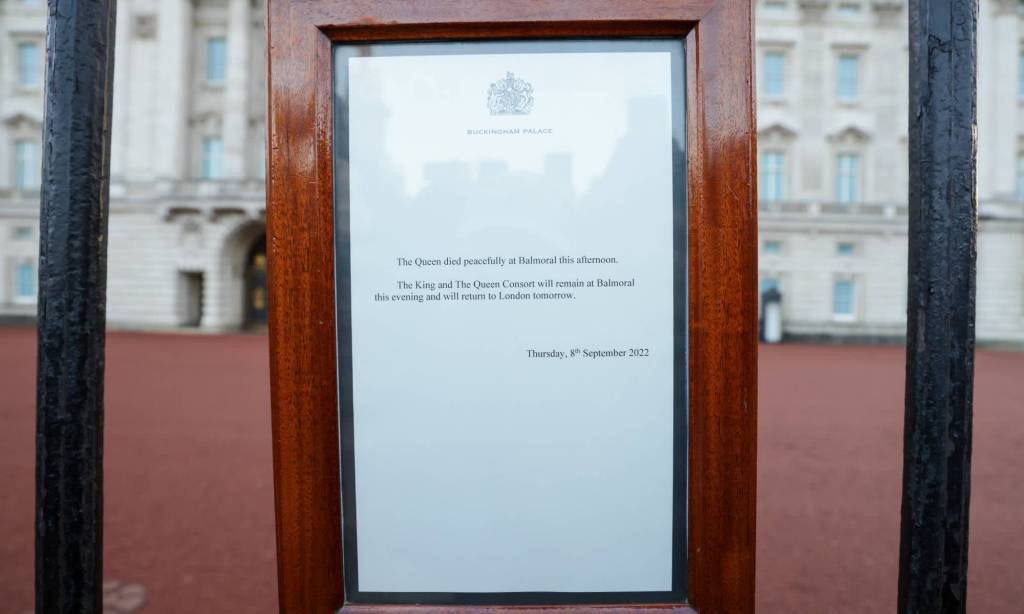 BUCKINGHAM PALACE
The Queen died peacefully at Balmoral this afternoon.
The King and The Queen Consort will remain at Balmoral
this evening and will return to London tomorrow.
Thursday, 8th September 2022